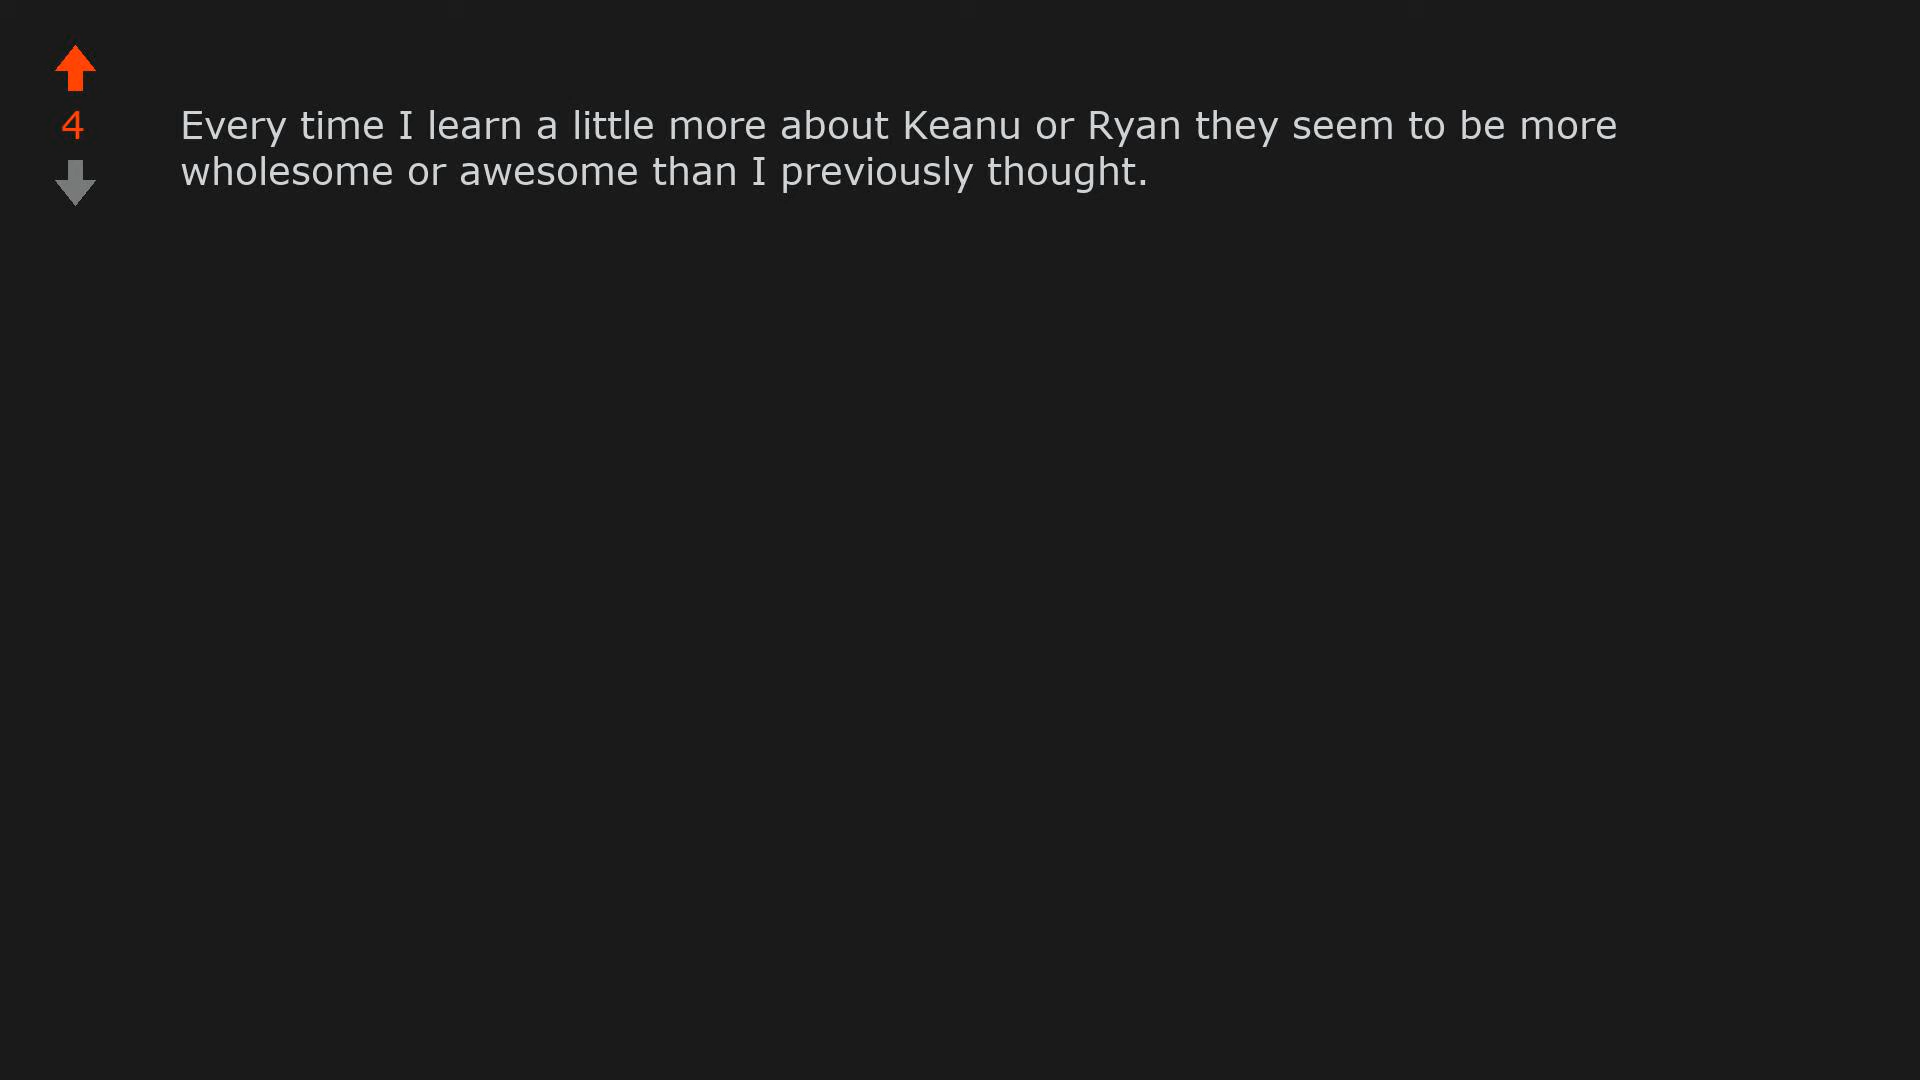 4
Every time I learn a little more about Keanu or Ryan they seem to be more
wholesome or awesome than I previously thought.